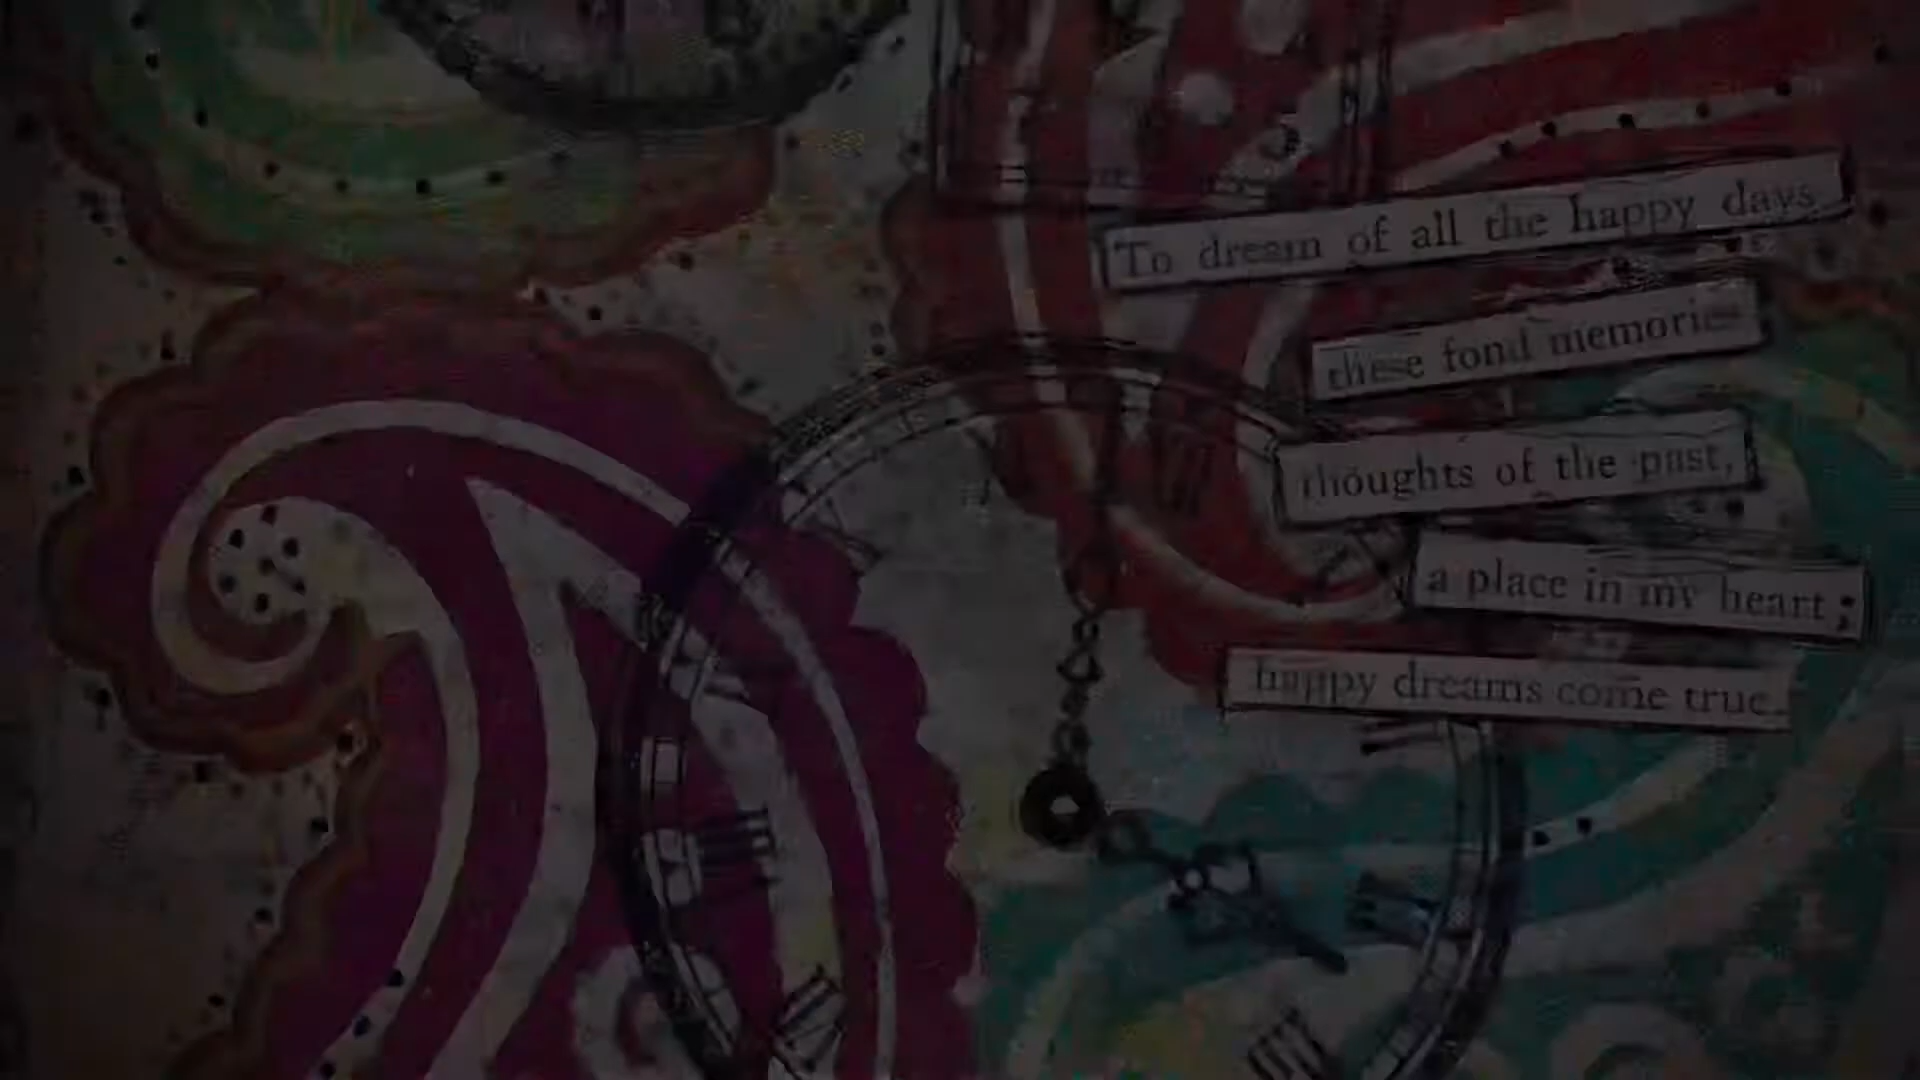 To dream of all the happy days
these fond memories
thoughts of the past,
a place in my heart;
happy dreams come true.